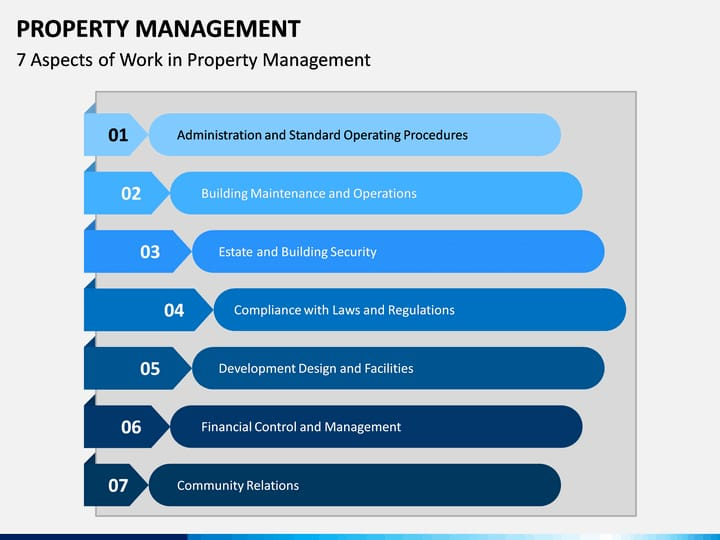 PROPERTY MANAGEMENT
7 Aspects of Work in Property Management
01 Administration and Standard Operating Procedures
02 Building Maintenance and Operations
03 Estate and Building Security
04 Compliance with Laws and Regulations
05 Development Design and Facilities
06 Financial Control and Management
07 Community Relations